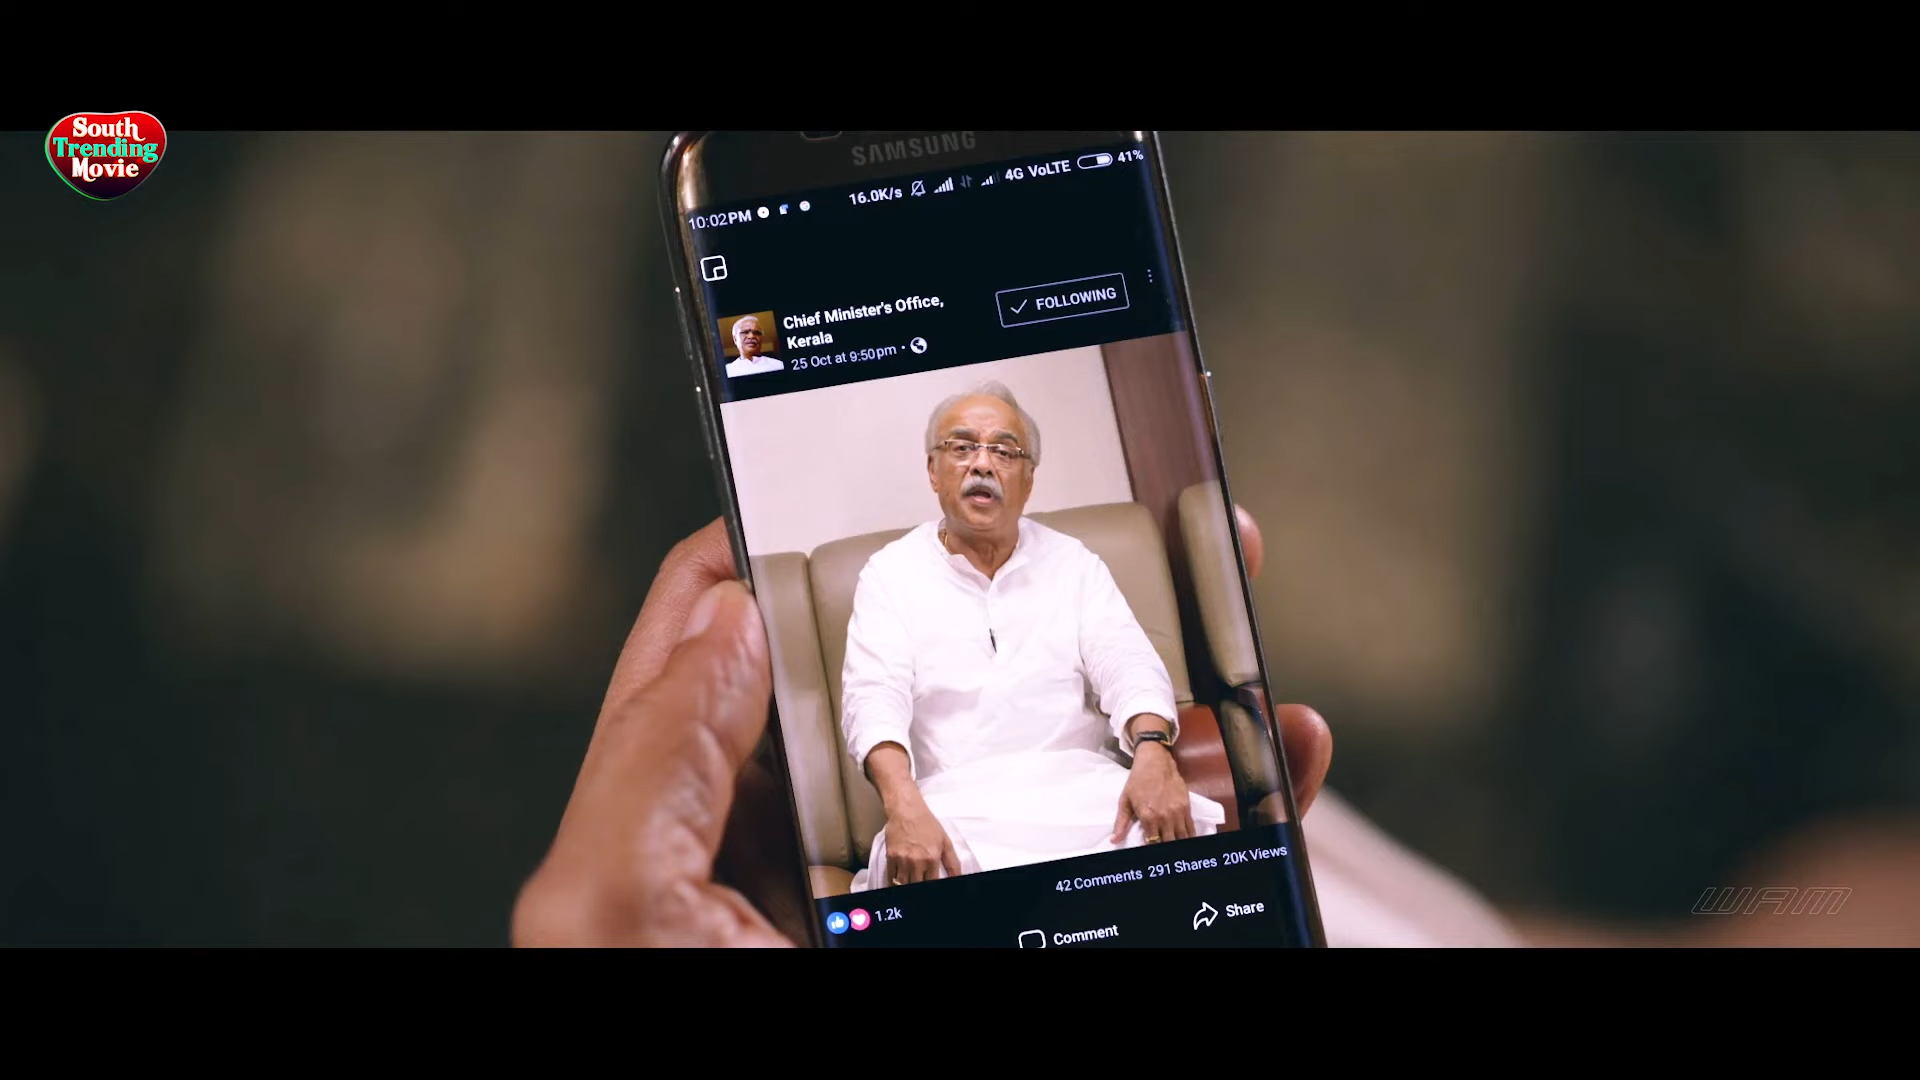 South
Trending
Movie
SAMSUNG
10:02PM
16.0K/s
4G VoLTE
41%
Chief Minister's Office,
Kerala
25 Oct at 9:50pm
FOLLOWING
42 Comments 291 Shares 20K Views
1.2k
Comment
Share
WAM